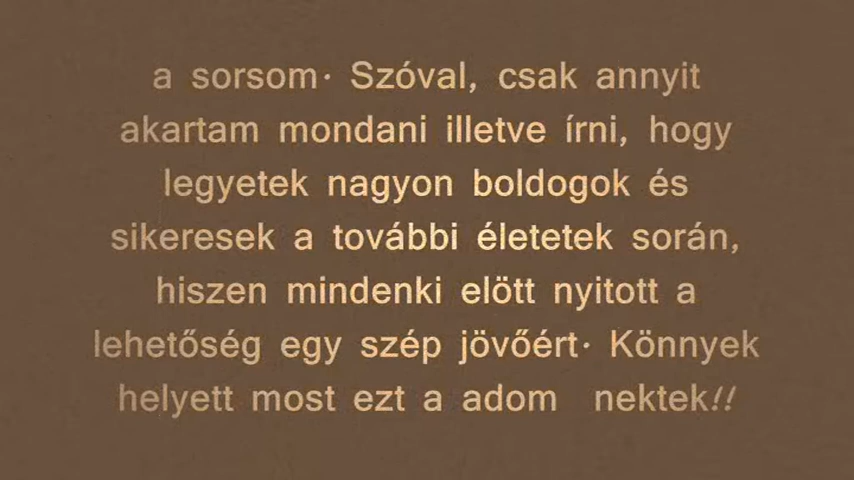 a sorsom. Szóval, csak annyit
akartam mondani illetve írni, hogy
legyetek nagyon boldogok és
sikeresek a további életetek során,
hiszen mindenki elött nyitott a
lehetőség egy szép jövőért. Könnyek
helyett most ezt a adom nektek!!